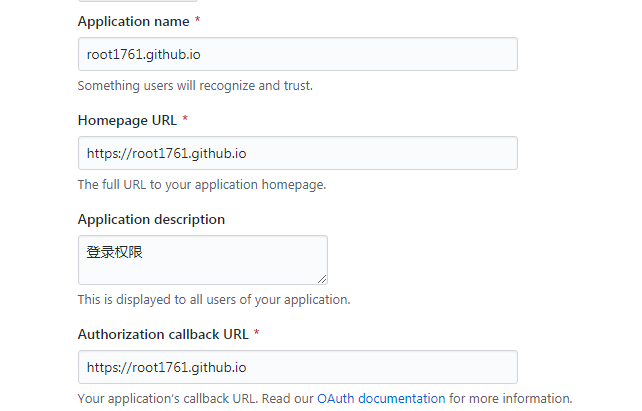 Application name *
root1761.github.io
Something users will recognize and trust.
Homepage URL *
https://root1761.github.io
The full URL to your application homepage.
Application description
登录权限
This is displayed to all users of your application.
Authorization callback URL *
https://root1761.github.io
Your application's callback URL. Read our OAuth documentation for more information.